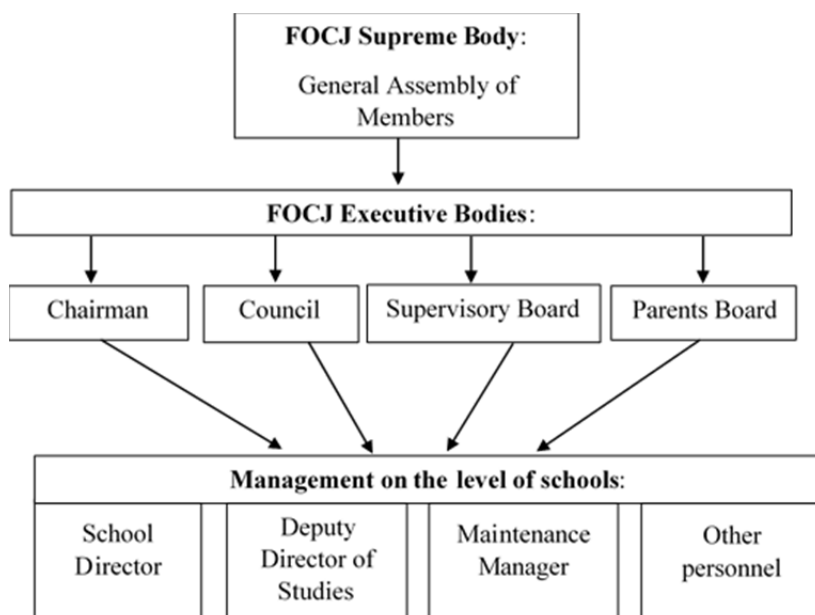 FOCJ Supreme Body:
General Assembly of
Members
FOCJ Executive Bodies:
Chairman
Council
Supervisory Board
Parents Board
Management on the level of schools:
School
Director
Deputy
Director of
Studies
Maintenance
Manager
Other
personnel